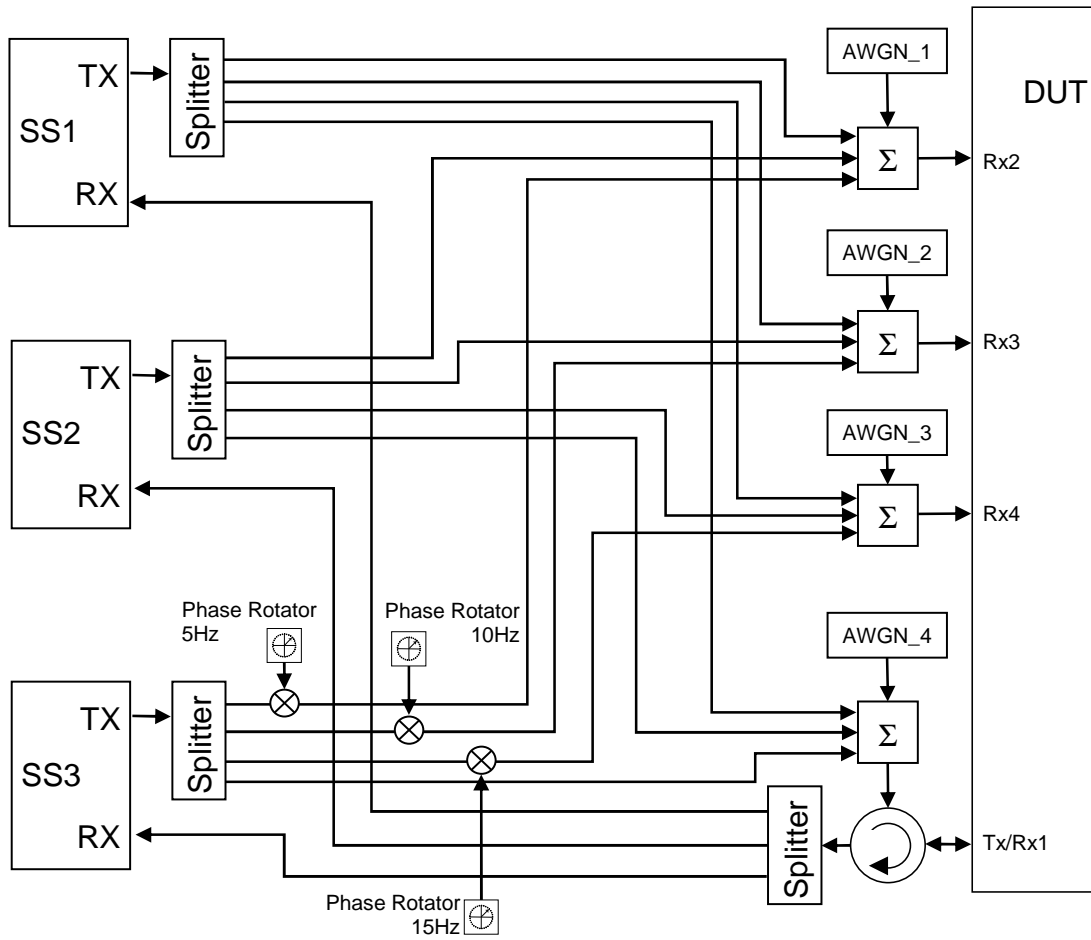 TX
SS1
RX
Splitter
AWGN_1
Σ
DUT
Rx2
AWGN_2
Σ
Rx3
TX
SS2
RX
Splitter
AWGN_3
Σ
Rx4
Phase Rotator
5Hz
Phase Rotator
10Hz
AWGN_4
Σ
TX
SS3
RX
Splitter
Splitter
Tx/Rx1
Phase Rotator
15Hz